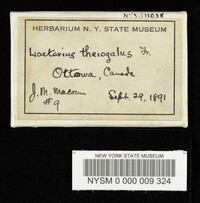 NYSf11058
HERBARIUM N. Y. STATE MUSEUM
Lactarius theiogalus Fr.
Ottawa, Canada
J. M. Macoun Sept. 29, 1891
#9
NEW YORK STATE MUSEUM
NYSM 0 000 009 324